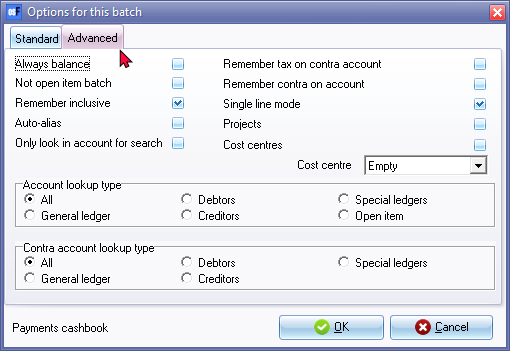 Options for this batch
Standard
Advanced
Always balance
Remember tax on contra account
Not open item batch
Remember contra on account
Remember inclusive
Single line mode
Auto-alias
Projects
Only look in account for search
Cost centres
Cost centre Empty
Account lookup type
All
Debtors
Special ledgers
General ledger
Creditors
Open item
Contra account lookup type
All
Debtors
Special ledgers
General ledger
Creditors
Payments cashbook
OK
Cancel